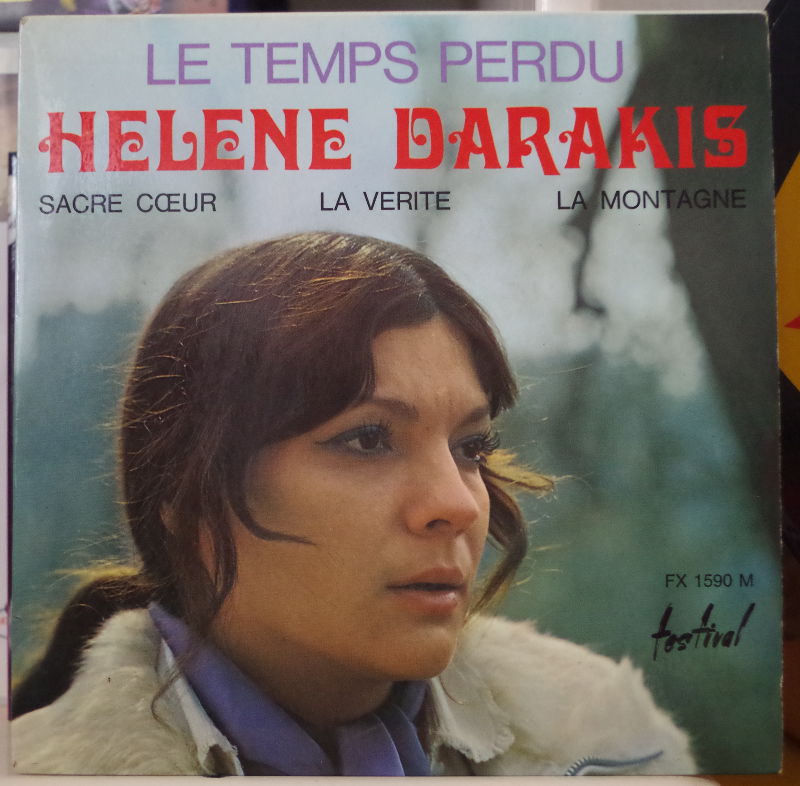 LE TEMPS PERDU
HELENE DARAKIS
SACRE CŒUR LA VERITE LA MONTAGNE
FX 1590 M
festival